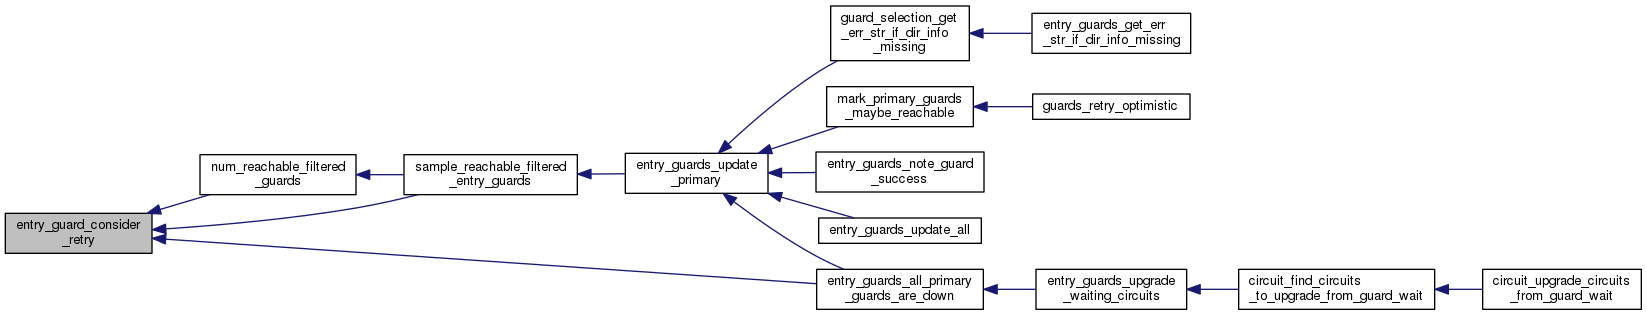 guard_selection_get
_err_str_if_dir_info
_missing
entry_guards_get_err
_str_if_dir_info_missing
mark_primary_guards
_maybe_reachable
guards_retry_optimistic
num_reachable_filtered
_guards
sample_reachable_filtered
_entry_guards
entry_guards_update
_primary
entry_guards_note_guard
_success
entry_guard_consider
_retry
entry_guards_update_all
entry_guards_all_primary
_guards_are_down
entry_guards_upgrade
_waiting_circuits
circuit_find_circuits
_to_upgrade_from_guard_wait
circuit_upgrade_circuits
_from_guard_wait